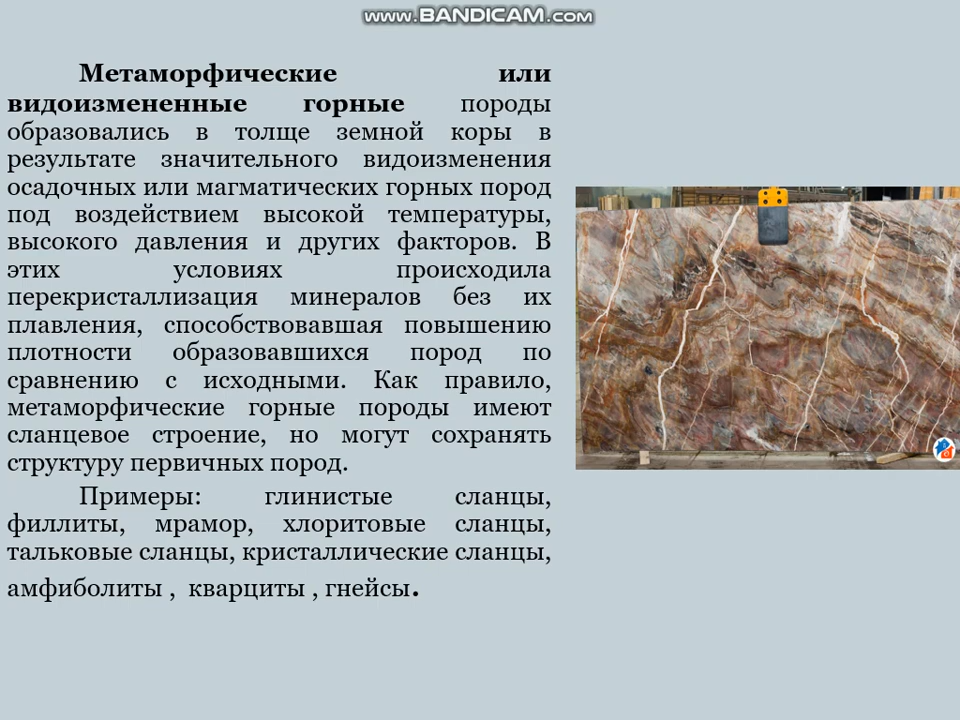 www.BANDICAM.com
Метаморфические или
видоизмененные горные породы
образовались в толще земной коры в
результате значительного видоизменения
осадочных или магматических горных пород
под воздействием высокой температуры,
высокого давления и других факторов. В
этих условиях происходила
перекристаллизация минералов без их
плавления, способствовавшая повышению
плотности образовавшихся пород по
сравнению с исходными. Как правило,
метаморфические горные породы имеют
сланцевое строение, но могут сохранять
структуру первичных пород.
Примеры: глинистые сланцы,
филлиты, мрамор, хлоритовые сланцы,
тальковые сланцы, кристаллические сланцы,
амфиболиты , кварциты , гнейсы.